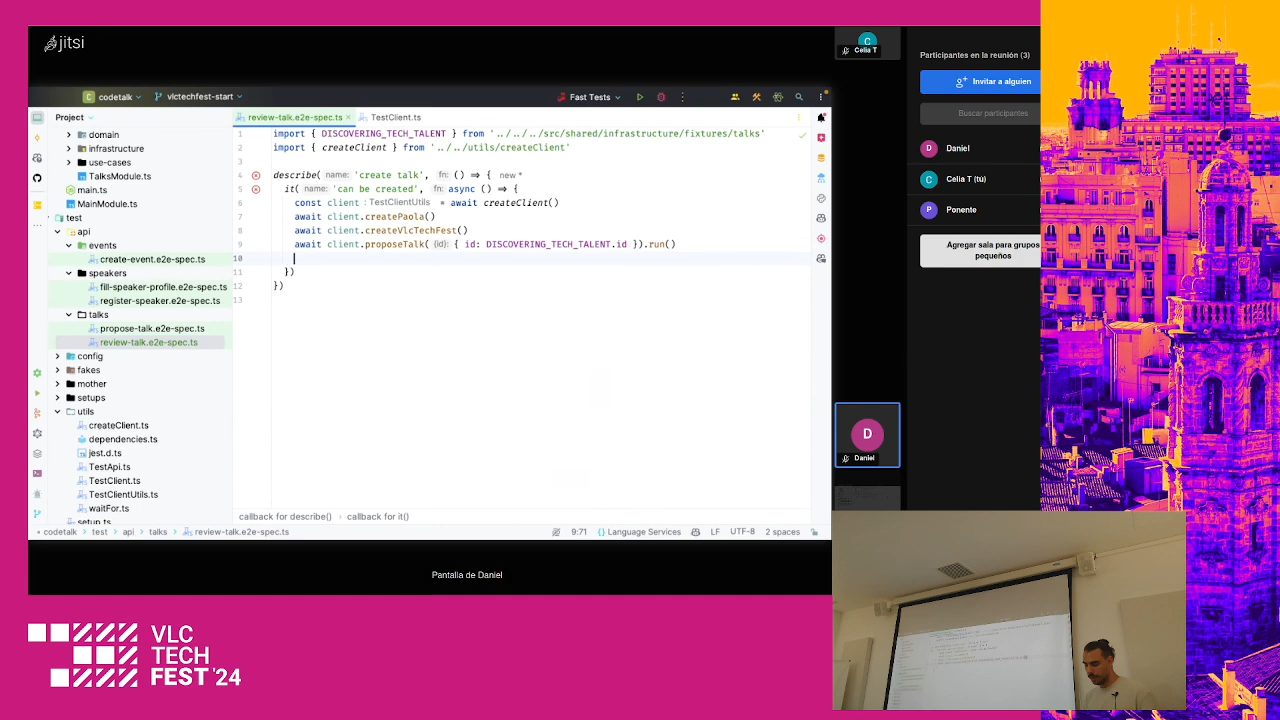 jitsi
codetalk
vlctechfest-start
Fast Tests
Project
domain
infrastructure
use-cases
TalksModule.ts
main.ts
MainModule.ts
test
api
events
create-event.e2e-spec.ts
speakers
fill-speaker-profile.e2e-spec.ts
register-speaker.e2e-spec.ts
talks
propose-talk.e2e-spec.ts
review-talk.e2e-spec.ts
config
fakes
mother
setups
utils
createClient.ts
dependencies.ts
jest.d.ts
TestApi.ts
TestClient.ts
TestClientUtils.ts
waitFor.ts
setup.ts
review-talk.e2e-spec.ts
TestClient.ts
1 import { DISCOVERING_TECH_TALENT } from '../../../src/shared/infrastructure/fixtures/talks'
2 import { createClient } from '../../utils/createClient'
3
4 describe( name: 'create talk', fn: () => { new *
5 it( name: 'can be created', fn: async () => {
6 const client : TestClientUtils = await createClient()
7 await client.createPaola()
8 await client.createVlcTechFest()
9 await client.proposeTalk( {id}: { id: DISCOVERING_TECH_TALENT.id }).run()
10
11 })
12 })
13
callback for describe() › callback for it()
codetalk › test › api › talks › review-talk.e2e-spec.ts
9:71 {} Language Services LF UTF-8 2 spaces
Pantalla de Daniel
C
Celia T
D
Daniel
Participantes en la reunión (3)
Invitar a alguien
Buscar participantes
D Daniel
C Celia T (tú)
P Ponente
Agregar sala para grupos
pequeños
VLC
TECH
FEST '24